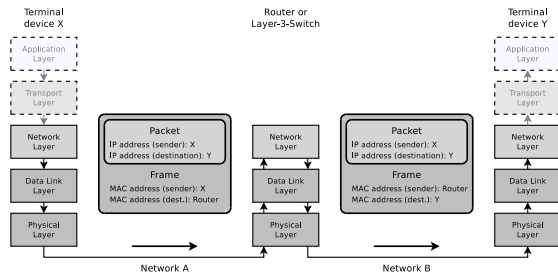 Terminal
device X
Router or
Layer-3-Switch
Terminal
device Y
Application
Layer
Transport
Layer
Network
Layer
Data Link
Layer
Physical
Layer
Packet
IP address (sender): X
IP address (destination): Y
Frame
MAC address (sender): X
MAC address (dest.): Router
Network
Layer
Data Link
Layer
Physical
Layer
Packet
IP address (sender): X
IP address (destination): Y
Frame
MAC address (sender): Router
MAC address (dest.): Y
Application
Layer
Transport
Layer
Network
Layer
Data Link
Layer
Physical
Layer
Network A
Network B